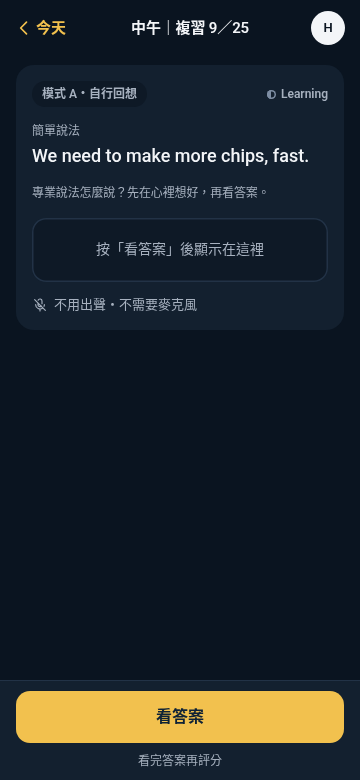 今天
中午｜複習 9／25
H
模式 A・自行回想
Learning
簡單說法
We need to make more chips, fast.
專業說法怎麼說？先在心裡想好，再看答案。
按「看答案」後顯示在這裡
不用出聲・不需要麥克風
看答案
看完答案再評分